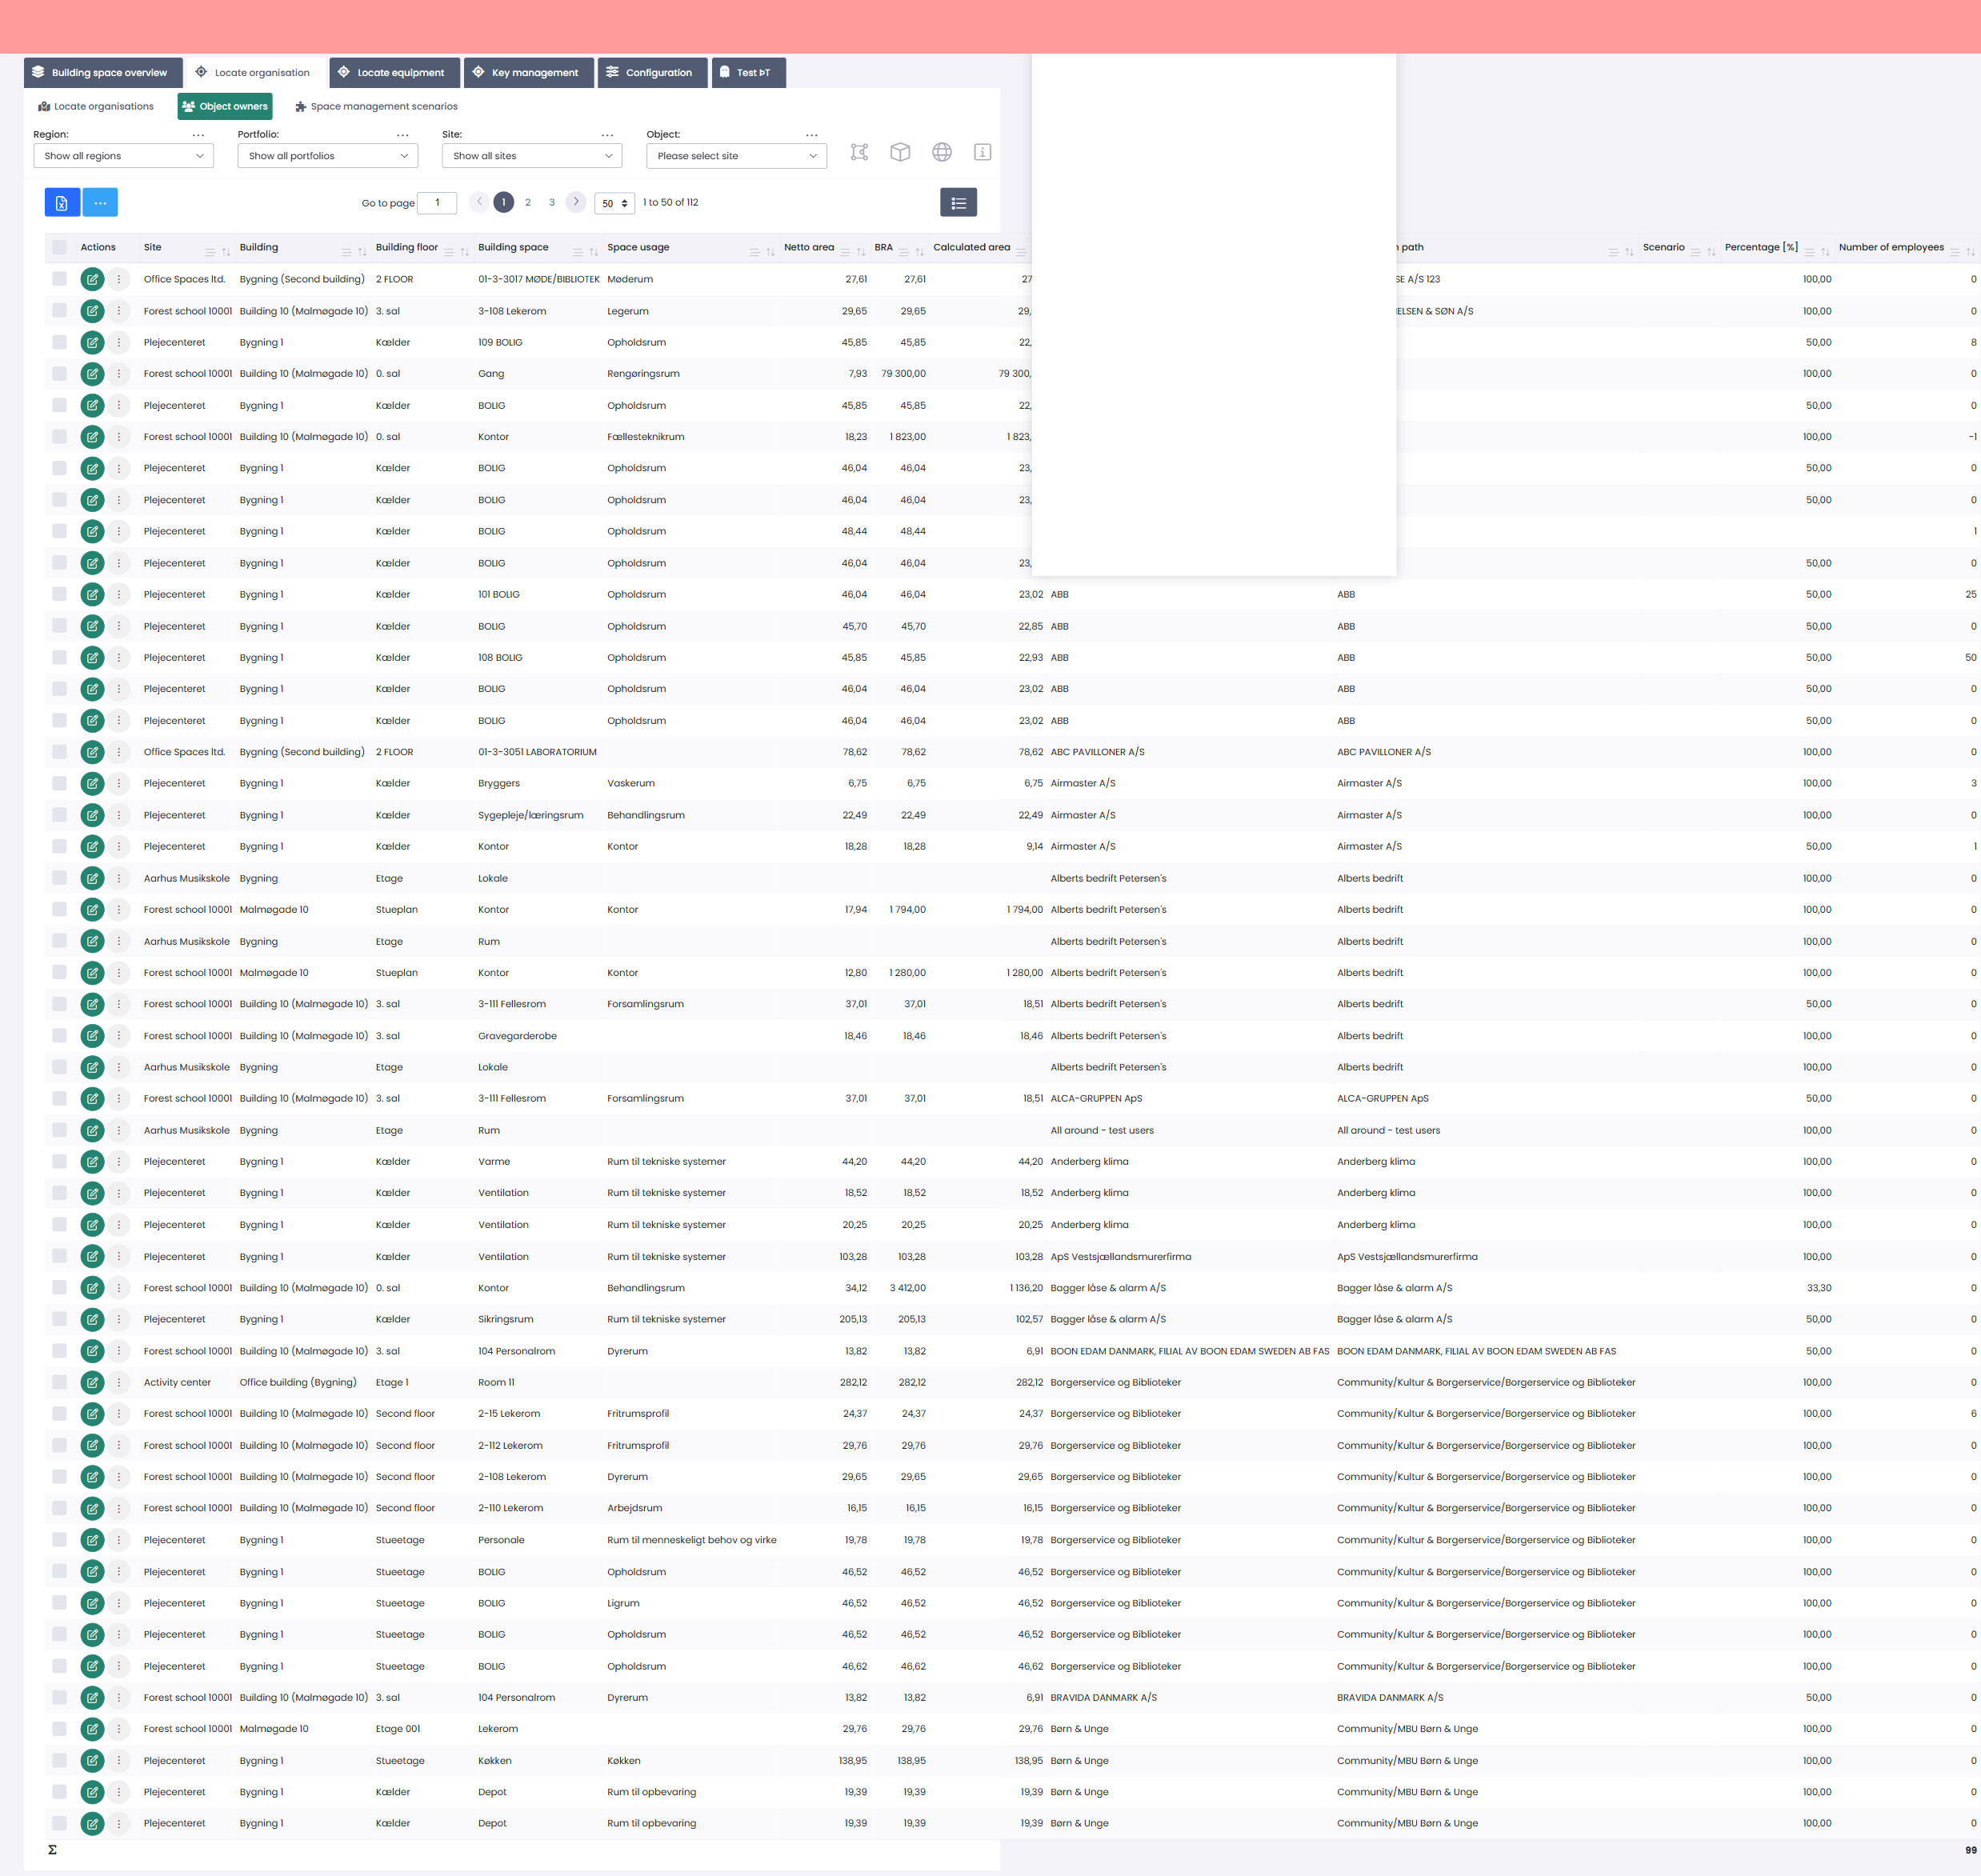 Building space overview Locate organisation Locate equipment Key management Configuration Test ÞT
Locate organisations Object owners Space management scenarios
Region: ... Portfolio: ... Site: ... Object: ...
Show all regions Show all portfolios Show all sites Please select site
... Go to page 1 1 2 3 50 1 to 50 of 112
Actions Site Building Building floor Building space Space usage Netto area BRA Calculated area path Scenario Percentage [%] Number of employees
Office Spaces ltd. Bygning (Second building) 2 FLOOR 01-3-3017 MØDE/BIBLIOTEK Møderum 27,61 27,61 27 SE A/S 123 100,00 0
Forest school 10001 Building 10 (Malmøgade 10) 3. sal 3-108 Lekerom Legerum 29,65 29,65 29, ELSEN & SØN A/S 100,00 0
Plejecenteret Bygning 1 Kælder 109 BOLIG Opholdsrum 45,85 45,85 22, 50,00 8
Forest school 10001 Building 10 (Malmøgade 10) 0. sal Gang Rengøringsrum 7,93 79 300,00 79 300, 100,00 0
Plejecenteret Bygning 1 Kælder BOLIG Opholdsrum 45,85 45,85 22, 50,00 0
Forest school 10001 Building 10 (Malmøgade 10) 0. sal Kontor Fællesteknikrum 18,23 1 823,00 1 823, 100,00 -1
Plejecenteret Bygning 1 Kælder BOLIG Opholdsrum 46,04 46,04 23, 50,00 0
Plejecenteret Bygning 1 Kælder BOLIG Opholdsrum 46,04 46,04 23, 50,00 0
Plejecenteret Bygning 1 Kælder BOLIG Opholdsrum 48,44 48,44 1
Plejecenteret Bygning 1 Kælder BOLIG Opholdsrum 46,04 46,04 23, 50,00 0
Plejecenteret Bygning 1 Kælder 101 BOLIG Opholdsrum 46,04 46,04 23,02 ABB ABB 50,00 25
Plejecenteret Bygning 1 Kælder BOLIG Opholdsrum 45,70 45,70 22,85 ABB ABB 50,00 0
Plejecenteret Bygning 1 Kælder 108 BOLIG Opholdsrum 45,85 45,85 22,93 ABB ABB 50,00 50
Plejecenteret Bygning 1 Kælder BOLIG Opholdsrum 46,04 46,04 23,02 ABB ABB 50,00 0
Plejecenteret Bygning 1 Kælder BOLIG Opholdsrum 46,04 46,04 23,02 ABB ABB 50,00 0
Office Spaces ltd. Bygning (Second building) 2 FLOOR 01-3-3051 LABORATORIUM 78,62 78,62 78,62 ABC PAVILLONER A/S ABC PAVILLONER A/S 100,00 0
Plejecenteret Bygning 1 Kælder Bryggers Vaskerum 6,75 6,75 6,75 Airmaster A/S Airmaster A/S 100,00 3
Plejecenteret Bygning 1 Kælder Sygepleje/læringsrum Behandlingsrum 22,49 22,49 22,49 Airmaster A/S Airmaster A/S 100,00 0
Plejecenteret Bygning 1 Kælder Kontor Kontor 18,28 18,28 9,14 Airmaster A/S Airmaster A/S 50,00 1
Aarhus Musikskole Bygning Etage Lokale Alberts bedrift Petersen's Alberts bedrift 100,00 0
Forest school 10001 Malmøgade 10 Stueplan Kontor Kontor 17,94 1 794,00 1 794,00 Alberts bedrift Petersen's Alberts bedrift 100,00 0
Aarhus Musikskole Bygning Etage Rum Alberts bedrift Petersen's Alberts bedrift 100,00 0
Forest school 10001 Malmøgade 10 Stueplan Kontor Kontor 12,80 1 280,00 1 280,00 Alberts bedrift Petersen's Alberts bedrift 100,00 0
Forest school 10001 Building 10 (Malmøgade 10) 3. sal 3-111 Fellesrom Forsamlingsrum 37,01 37,01 18,51 Alberts bedrift Petersen's Alberts bedrift 50,00 0
Forest school 10001 Building 10 (Malmøgade 10) 3. sal Gravegarderobe 18,46 18,46 18,46 Alberts bedrift Petersen's Alberts bedrift 100,00 0
Aarhus Musikskole Bygning Etage Lokale Alberts bedrift Petersen's Alberts bedrift 100,00 0
Forest school 10001 Building 10 (Malmøgade 10) 3. sal 3-111 Fellesrom Forsamlingsrum 37,01 37,01 18,51 ALCA-GRUPPEN ApS ALCA-GRUPPEN ApS 50,00 0
Aarhus Musikskole Bygning Etage Rum All around - test users All around - test users 100,00 0
Plejecenteret Bygning 1 Kælder Varme Rum til tekniske systemer 44,20 44,20 44,20 Anderberg klima Anderberg klima 100,00 0
Plejecenteret Bygning 1 Kælder Ventilation Rum til tekniske systemer 18,52 18,52 18,52 Anderberg klima Anderberg klima 100,00 0
Plejecenteret Bygning 1 Kælder Ventilation Rum til tekniske systemer 20,25 20,25 20,25 Anderberg klima Anderberg klima 100,00 0
Plejecenteret Bygning 1 Kælder Ventilation Rum til tekniske systemer 103,28 103,28 103,28 ApS Vestsjællandsmurerfirma ApS Vestsjællandsmurerfirma 100,00 0
Forest school 10001 Building 10 (Malmøgade 10) 0. sal Kontor Behandlingsrum 34,12 3 412,00 1 136,20 Bagger låse & alarm A/S Bagger låse & alarm A/S 33,30 0
Plejecenteret Bygning 1 Kælder Sikringsrum Rum til tekniske systemer 205,13 205,13 102,57 Bagger låse & alarm A/S Bagger låse & alarm A/S 50,00 0
Forest school 10001 Building 10 (Malmøgade 10) 3. sal 104 Personalrom Dyrerum 13,82 13,82 6,91 BOON EDAM DANMARK, FILIAL AV BOON EDAM SWEDEN AB FAS BOON EDAM DANMARK, FILIAL AV BOON EDAM SWEDEN AB FAS 50,00 0
Activity center Office building (Bygning) Etage 1 Room 11 282,12 282,12 282,12 Borgerservice og Biblioteker Community/Kultur & Borgerservice/Borgerservice og Biblioteker 100,00 0
Forest school 10001 Building 10 (Malmøgade 10) Second floor 2-15 Lekerom Fritrumsprofil 24,37 24,37 24,37 Borgerservice og Biblioteker Community/Kultur & Borgerservice/Borgerservice og Biblioteker 100,00 6
Forest school 10001 Building 10 (Malmøgade 10) Second floor 2-112 Lekerom Fritrumsprofil 29,76 29,76 29,76 Borgerservice og Biblioteker Community/Kultur & Borgerservice/Borgerservice og Biblioteker 100,00 0
Forest school 10001 Building 10 (Malmøgade 10) Second floor 2-108 Lekerom Dyrerum 29,65 29,65 29,65 Borgerservice og Biblioteker Community/Kultur & Borgerservice/Borgerservice og Biblioteker 100,00 0
Forest school 10001 Building 10 (Malmøgade 10) Second floor 2-110 Lekerom Arbejdsrum 16,15 16,15 16,15 Borgerservice og Biblioteker Community/Kultur & Borgerservice/Borgerservice og Biblioteker 100,00 0
Plejecenteret Bygning 1 Stueetage Personale Rum til menneskeligt behov og virke 19,78 19,78 19,78 Borgerservice og Biblioteker Community/Kultur & Borgerservice/Borgerservice og Biblioteker 100,00 0
Plejecenteret Bygning 1 Stueetage BOLIG Opholdsrum 46,52 46,52 46,52 Borgerservice og Biblioteker Community/Kultur & Borgerservice/Borgerservice og Biblioteker 100,00 0
Plejecenteret Bygning 1 Stueetage BOLIG Ligrum 46,52 46,52 46,52 Borgerservice og Biblioteker Community/Kultur & Borgerservice/Borgerservice og Biblioteker 100,00 0
Plejecenteret Bygning 1 Stueetage BOLIG Opholdsrum 46,52 46,52 46,52 Borgerservice og Biblioteker Community/Kultur & Borgerservice/Borgerservice og Biblioteker 100,00 0
Plejecenteret Bygning 1 Stueetage BOLIG Opholdsrum 46,62 46,62 46,62 Borgerservice og Biblioteker Community/Kultur & Borgerservice/Borgerservice og Biblioteker 100,00 0
Forest school 10001 Building 10 (Malmøgade 10) 3. sal 104 Personalrom Dyrerum 13,82 13,82 6,91 BRAVIDA DANMARK A/S BRAVIDA DANMARK A/S 50,00 0
Forest school 10001 Malmøgade 10 Etage 001 Lekerom 29,76 29,76 29,76 Børn & Unge Community/MBU Børn & Unge 100,00 0
Plejecenteret Bygning 1 Stueetage Køkken Køkken 138,95 138,95 138,95 Børn & Unge Community/MBU Børn & Unge 100,00 0
Plejecenteret Bygning 1 Kælder Depot Rum til opbevaring 19,39 19,39 19,39 Børn & Unge Community/MBU Børn & Unge 100,00 0
Plejecenteret Bygning 1 Kælder Depot Rum til opbevaring 19,39 19,39 19,39 Børn & Unge Community/MBU Børn & Unge 100,00 0
Σ 99